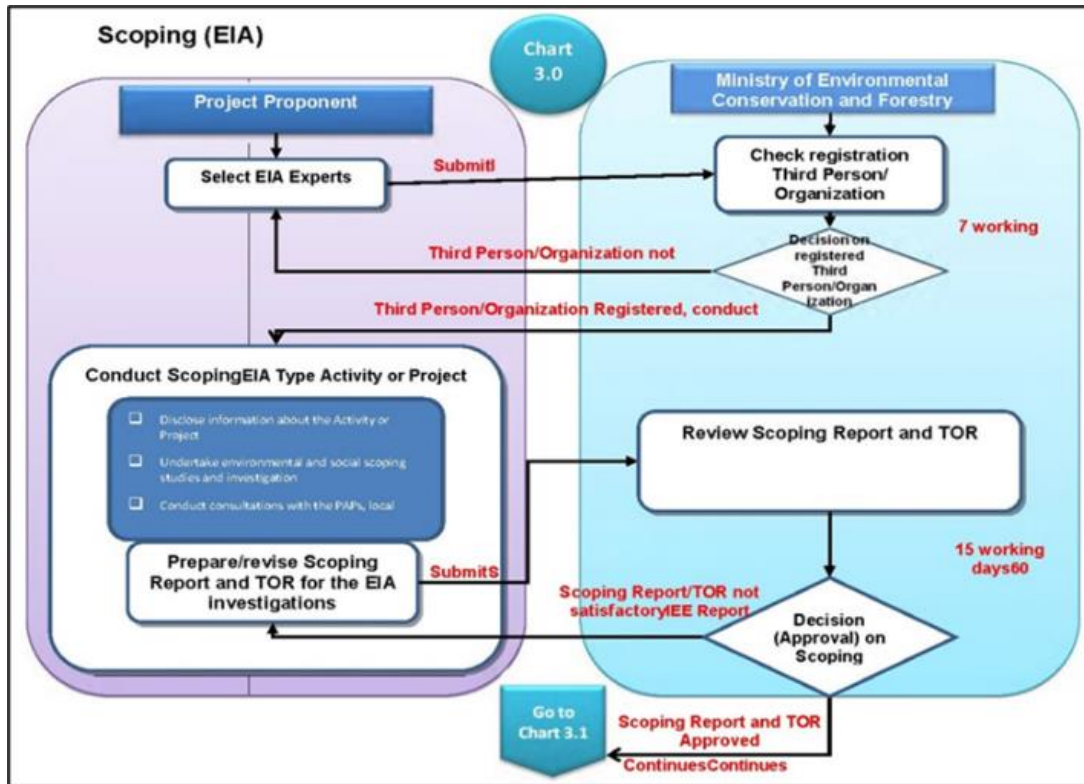 Scoping (EIA)
Chart
3.0
Project Proponent
Ministry of Environmental
Conservation and Forestry
Select EIA Experts
SubmitI
Check registration
Third Person/
Organization
7 working
Third Person/Organization not
Decision on
registered
Third
Person/Organ
ization
Third Person/Organization Registered, conduct
Conduct ScopingEIA Type Activity or Project
Disclose information about the Activity or
Project
Undertake environmental and social scoping
studies and investigation
Conduct consultations with the PAPs, local
Review Scoping Report and TOR
Prepare/revise Scoping
Report and TOR for the EIA
investigations
SubmitS
15 working
days60
Scoping Report/TOR not
satisfactoryIEE Report
Decision
(Approval) on
Scoping
Go to
Chart 3.1
Scoping Report and TOR
Approved
ContinuesContinues